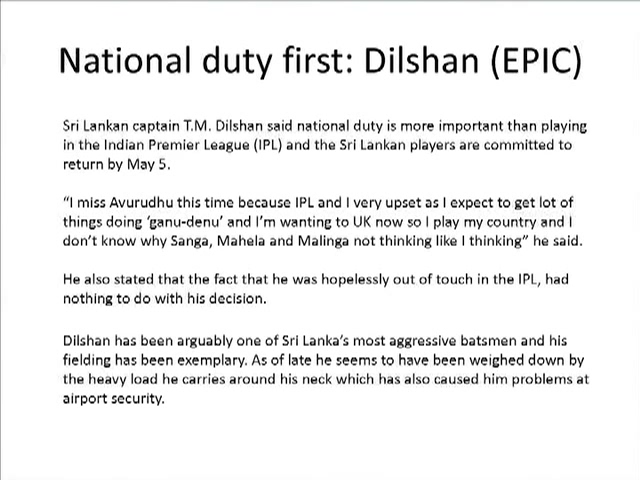 National duty first: Dilshan (EPIC)
Sri Lankan captain T.M. Dilshan said national duty is more important than playing
in the Indian Premier League (IPL) and the Sri Lankan players are committed to
return by May 5.
“I miss Avurudhu this time because IPL and I very upset as I expect to get lot of
things doing ‘ganu-denu’ and I’m wanting to UK now so I play my country and I
don’t know why Sanga, Mahela and Malinga not thinking like I thinking” he said.
He also stated that the fact that he was hopelessly out of touch in the IPL, had
nothing to do with his decision.
Dilshan has been arguably one of Sri Lanka’s most aggressive batsmen and his
fielding has been exemplary. As of late he seems to have been weighed down by
the heavy load he carries around his neck which has also caused him problems at
airport security.